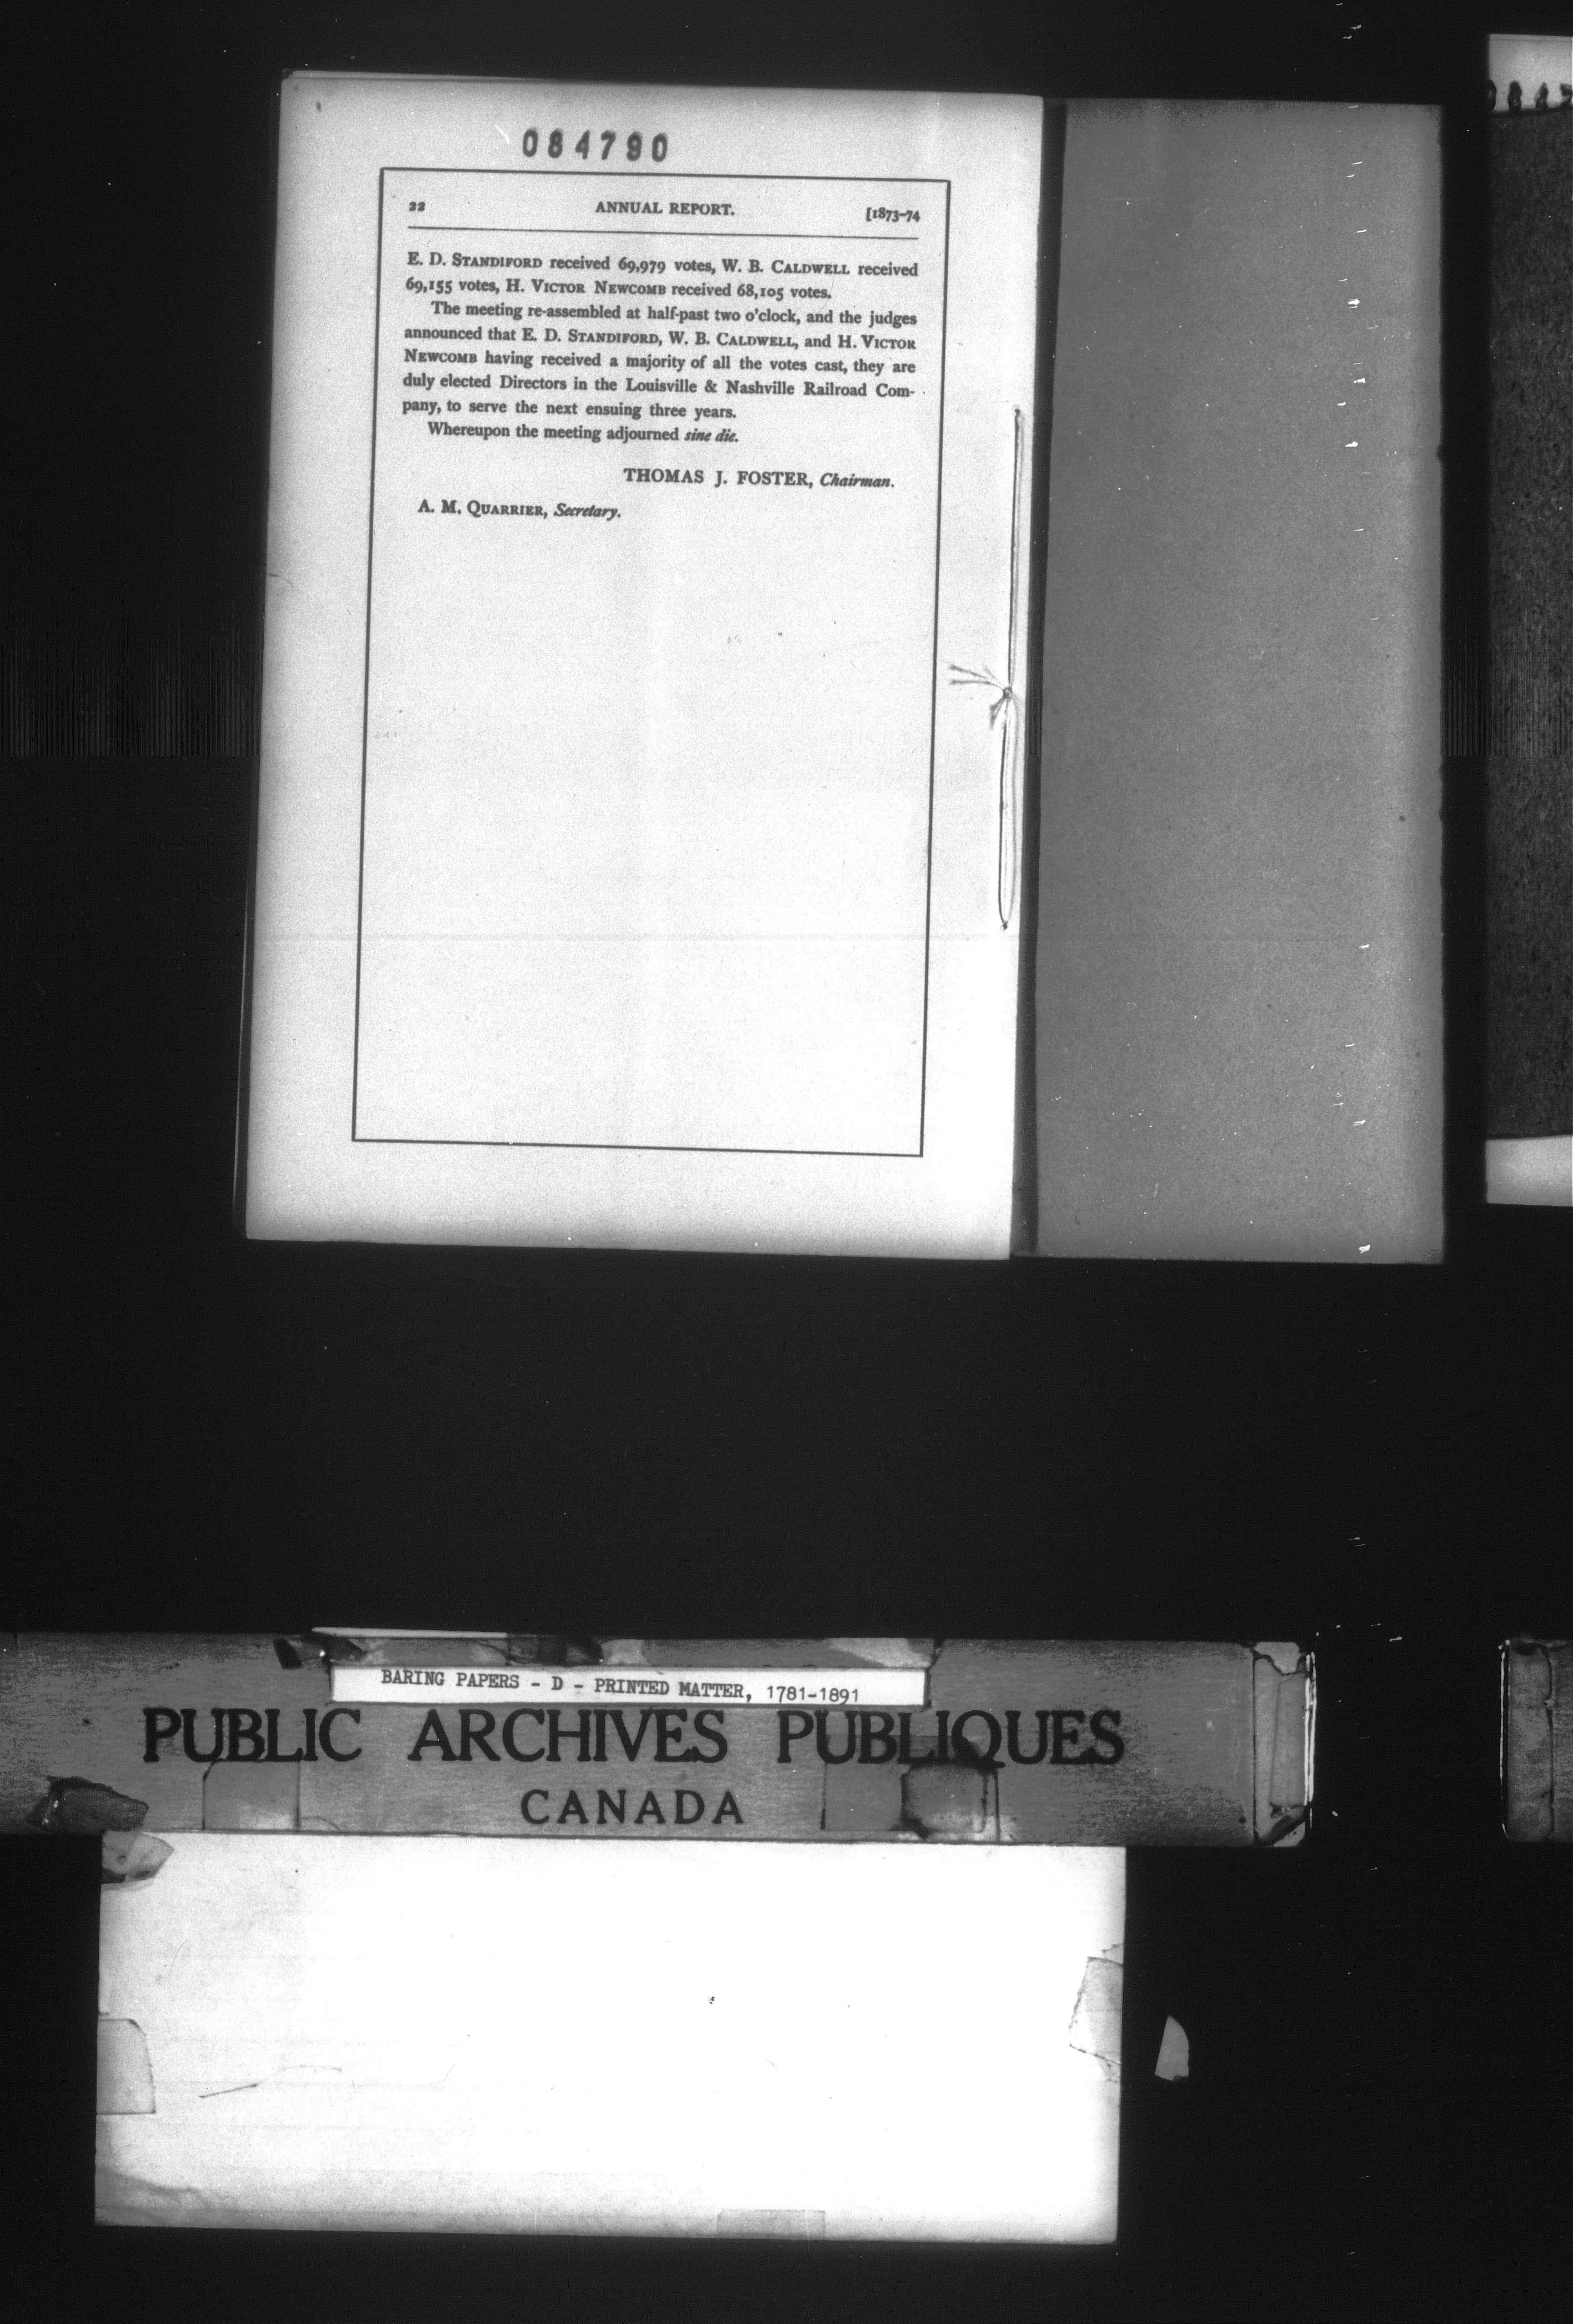 084790
22 ANNUAL REPORT. [1873-74
E. D. STANDIFORD received 69,979 votes, W. B. CALDWELL received
69,155 votes, H. VICTOR NEWCOMB received 68,105 votes.
The meeting re-assembled at half-past two o'clock, and the judges
announced that E. D. STANDIFORD, W. B. CALDWELL, and H. VICTOR
NEWCOMB having received a majority of all the votes cast, they are
duly elected Directors in the Louisville & Nashville Railroad Com-
pany, to serve the next ensuing three years.
Whereupon the meeting adjourned sine die.
THOMAS J. FOSTER, Chairman.
A. M. QUARRIER, Secretary.
BARING PAPERS - D - PRINTED MATTER, 1781-1891
PUBLIC ARCHIVES PUBLIQUES
CANADA